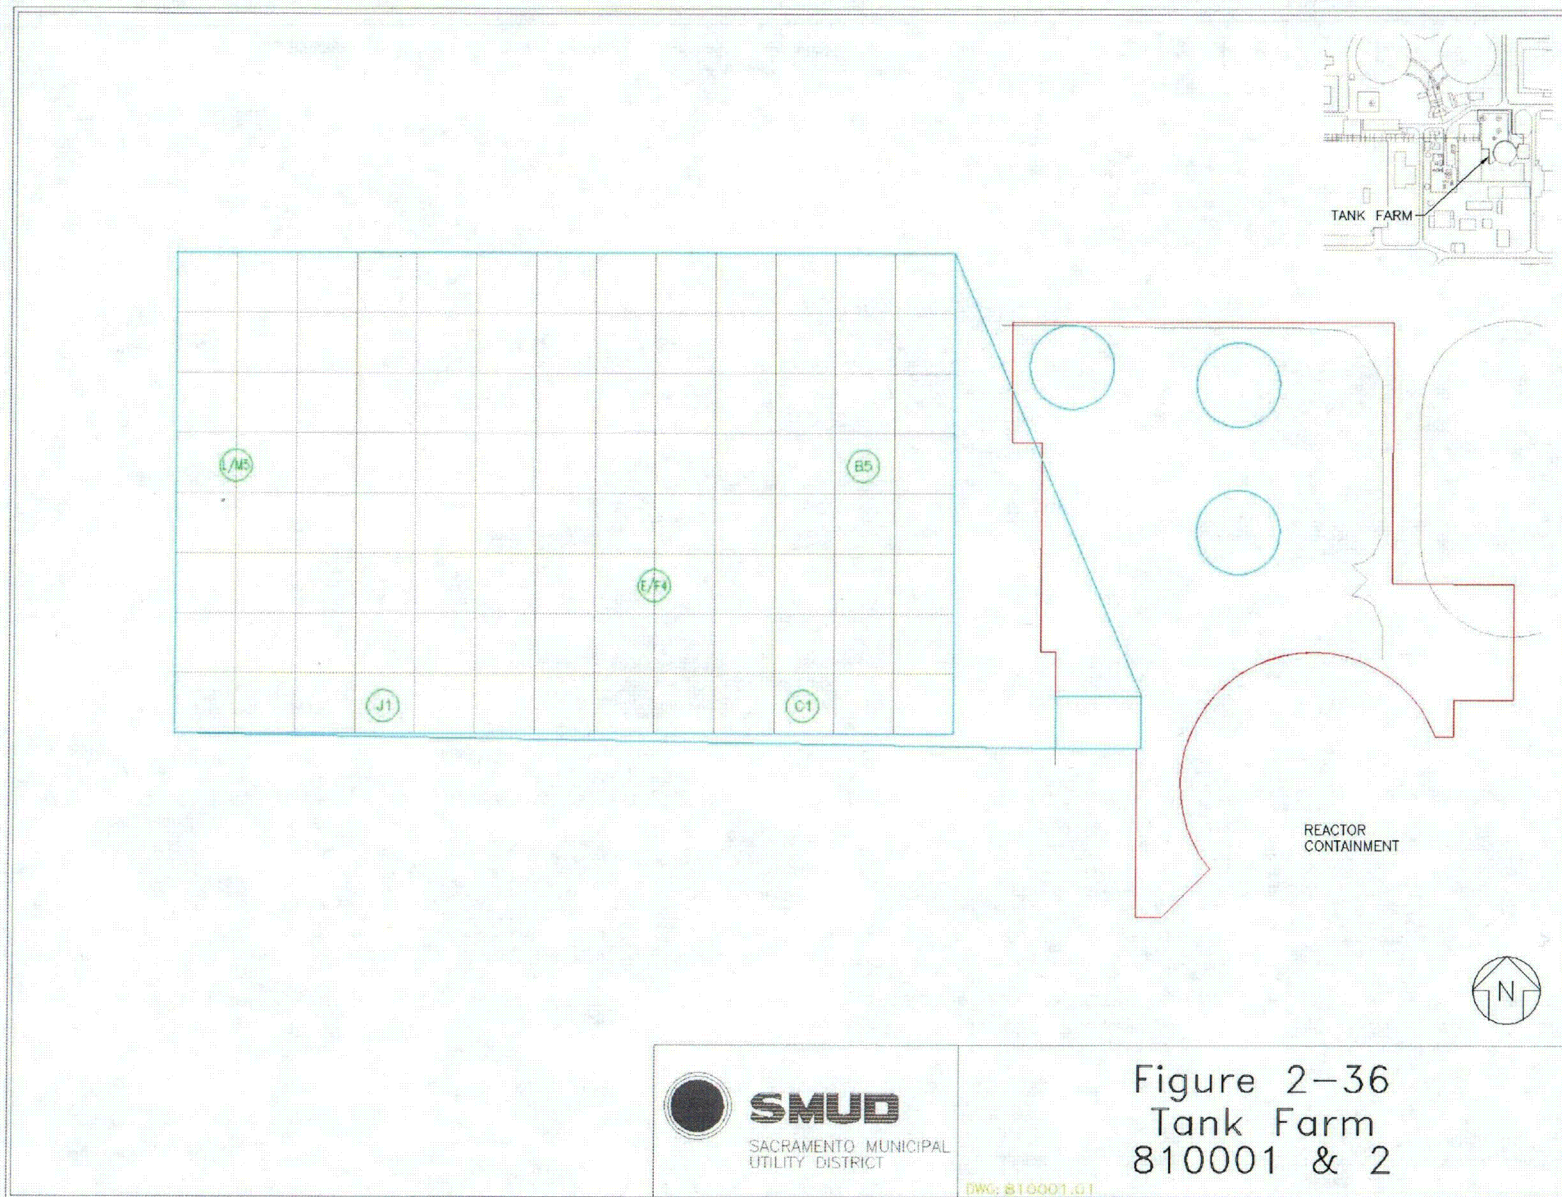 TANK FARM
L/M5
B5
E/F4
J1
C1
REACTOR
CONTAINMENT
N
SMUD
SACRAMENTO MUNICIPAL
UTILITY DISTRICT
Figure 2-36
Tank Farm
810001 & 2
DWG: 810001.01